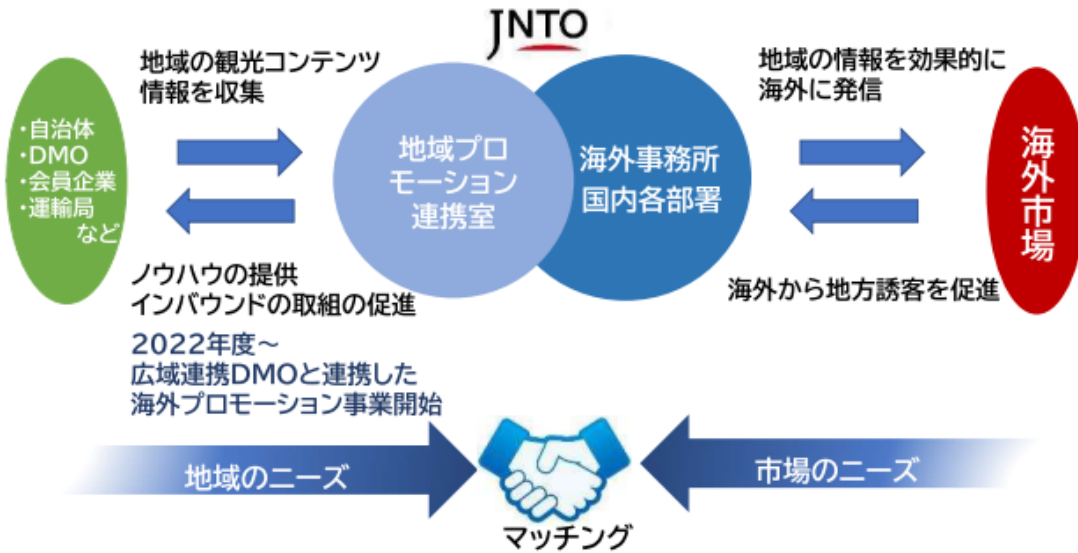 JNTO
地域の観光コンテンツ
情報を収集
地域の情報を効果的に
海外に発信
・自治体
・DMO
・会員企業
・運輸局
など
地域プロ
モーション
連携室
海外事務所
国内各部署
海外市場
ノウハウの提供
インバウンドの取組の促進
海外から地方誘客を促進
2022年度～
広域連携DMOと連携した
海外プロモーション事業開始
地域のニーズ
市場のニーズ
マッチング